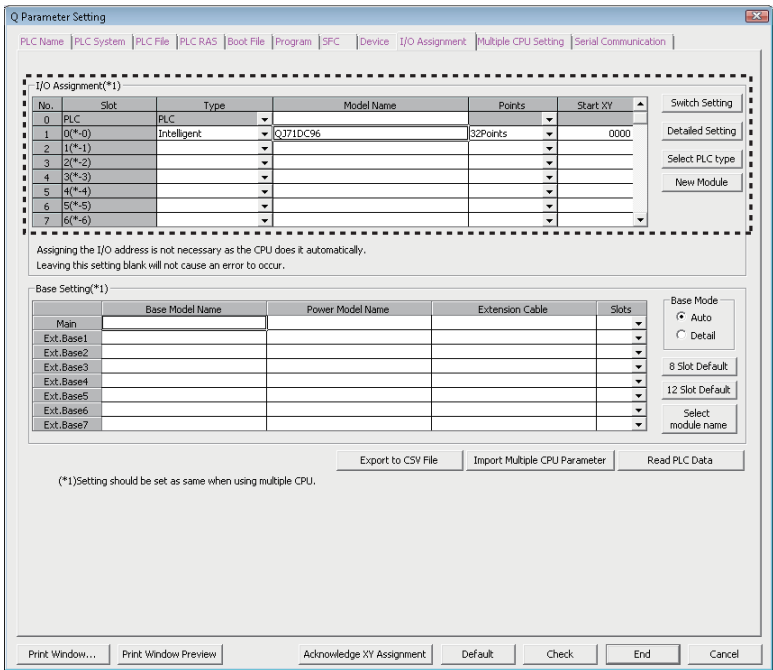 Q Parameter Setting
PLC Name PLC System PLC File PLC RAS Boot File Program SFC Device I/O Assignment Multiple CPU Setting Serial Communication
I/O Assignment(*1)
No. Slot Type Model Name Points Start XY
0 PLC PLC
1 0(*-0) Intelligent QJ71DC96 32Points 0000
2 1(*-1)
3 2(*-2)
4 3(*-3)
5 4(*-4)
6 5(*-5)
7 6(*-6)
Switch Setting
Detailed Setting
Select PLC type
New Module
Assigning the I/O address is not necessary as the CPU does it automatically.
Leaving this setting blank will not cause an error to occur.
Base Setting(*1)
Base Model Name Power Model Name Extension Cable Slots
Main
Ext.Base1
Ext.Base2
Ext.Base3
Ext.Base4
Ext.Base5
Ext.Base6
Ext.Base7
Base Mode
Auto
Detail
8 Slot Default
12 Slot Default
Select
module name
Export to CSV File Import Multiple CPU Parameter Read PLC Data
(*1)Setting should be set as same when using multiple CPU.
Print Window... Print Window Preview Acknowledge XY Assignment Default Check End Cancel